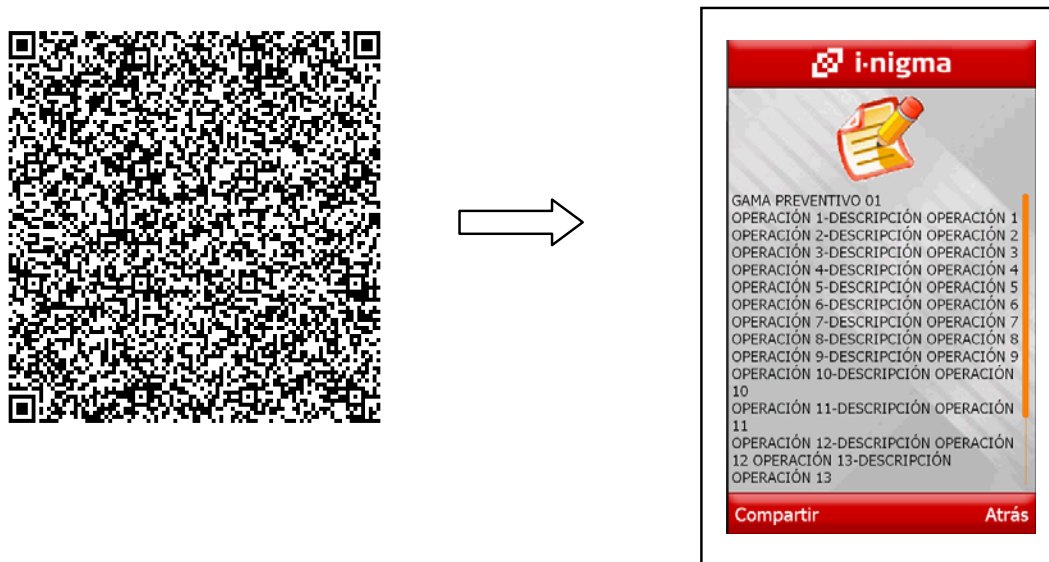 i-nigma
GAMA PREVENTIVO 01
OPERACIÓN 1-DESCRIPCIÓN OPERACIÓN 1
OPERACIÓN 2-DESCRIPCIÓN OPERACIÓN 2
OPERACIÓN 3-DESCRIPCIÓN OPERACIÓN 3
OPERACIÓN 4-DESCRIPCIÓN OPERACIÓN 4
OPERACIÓN 5-DESCRIPCIÓN OPERACIÓN 5
OPERACIÓN 6-DESCRIPCIÓN OPERACIÓN 6
OPERACIÓN 7-DESCRIPCIÓN OPERACIÓN 7
OPERACIÓN 8-DESCRIPCIÓN OPERACIÓN 8
OPERACIÓN 9-DESCRIPCIÓN OPERACIÓN 9
OPERACIÓN 10-DESCRIPCIÓN OPERACIÓN
10
OPERACIÓN 11-DESCRIPCIÓN OPERACIÓN
11
OPERACIÓN 12-DESCRIPCIÓN OPERACIÓN
12 OPERACIÓN 13-DESCRIPCIÓN
OPERACIÓN 13
Compartir Atrás